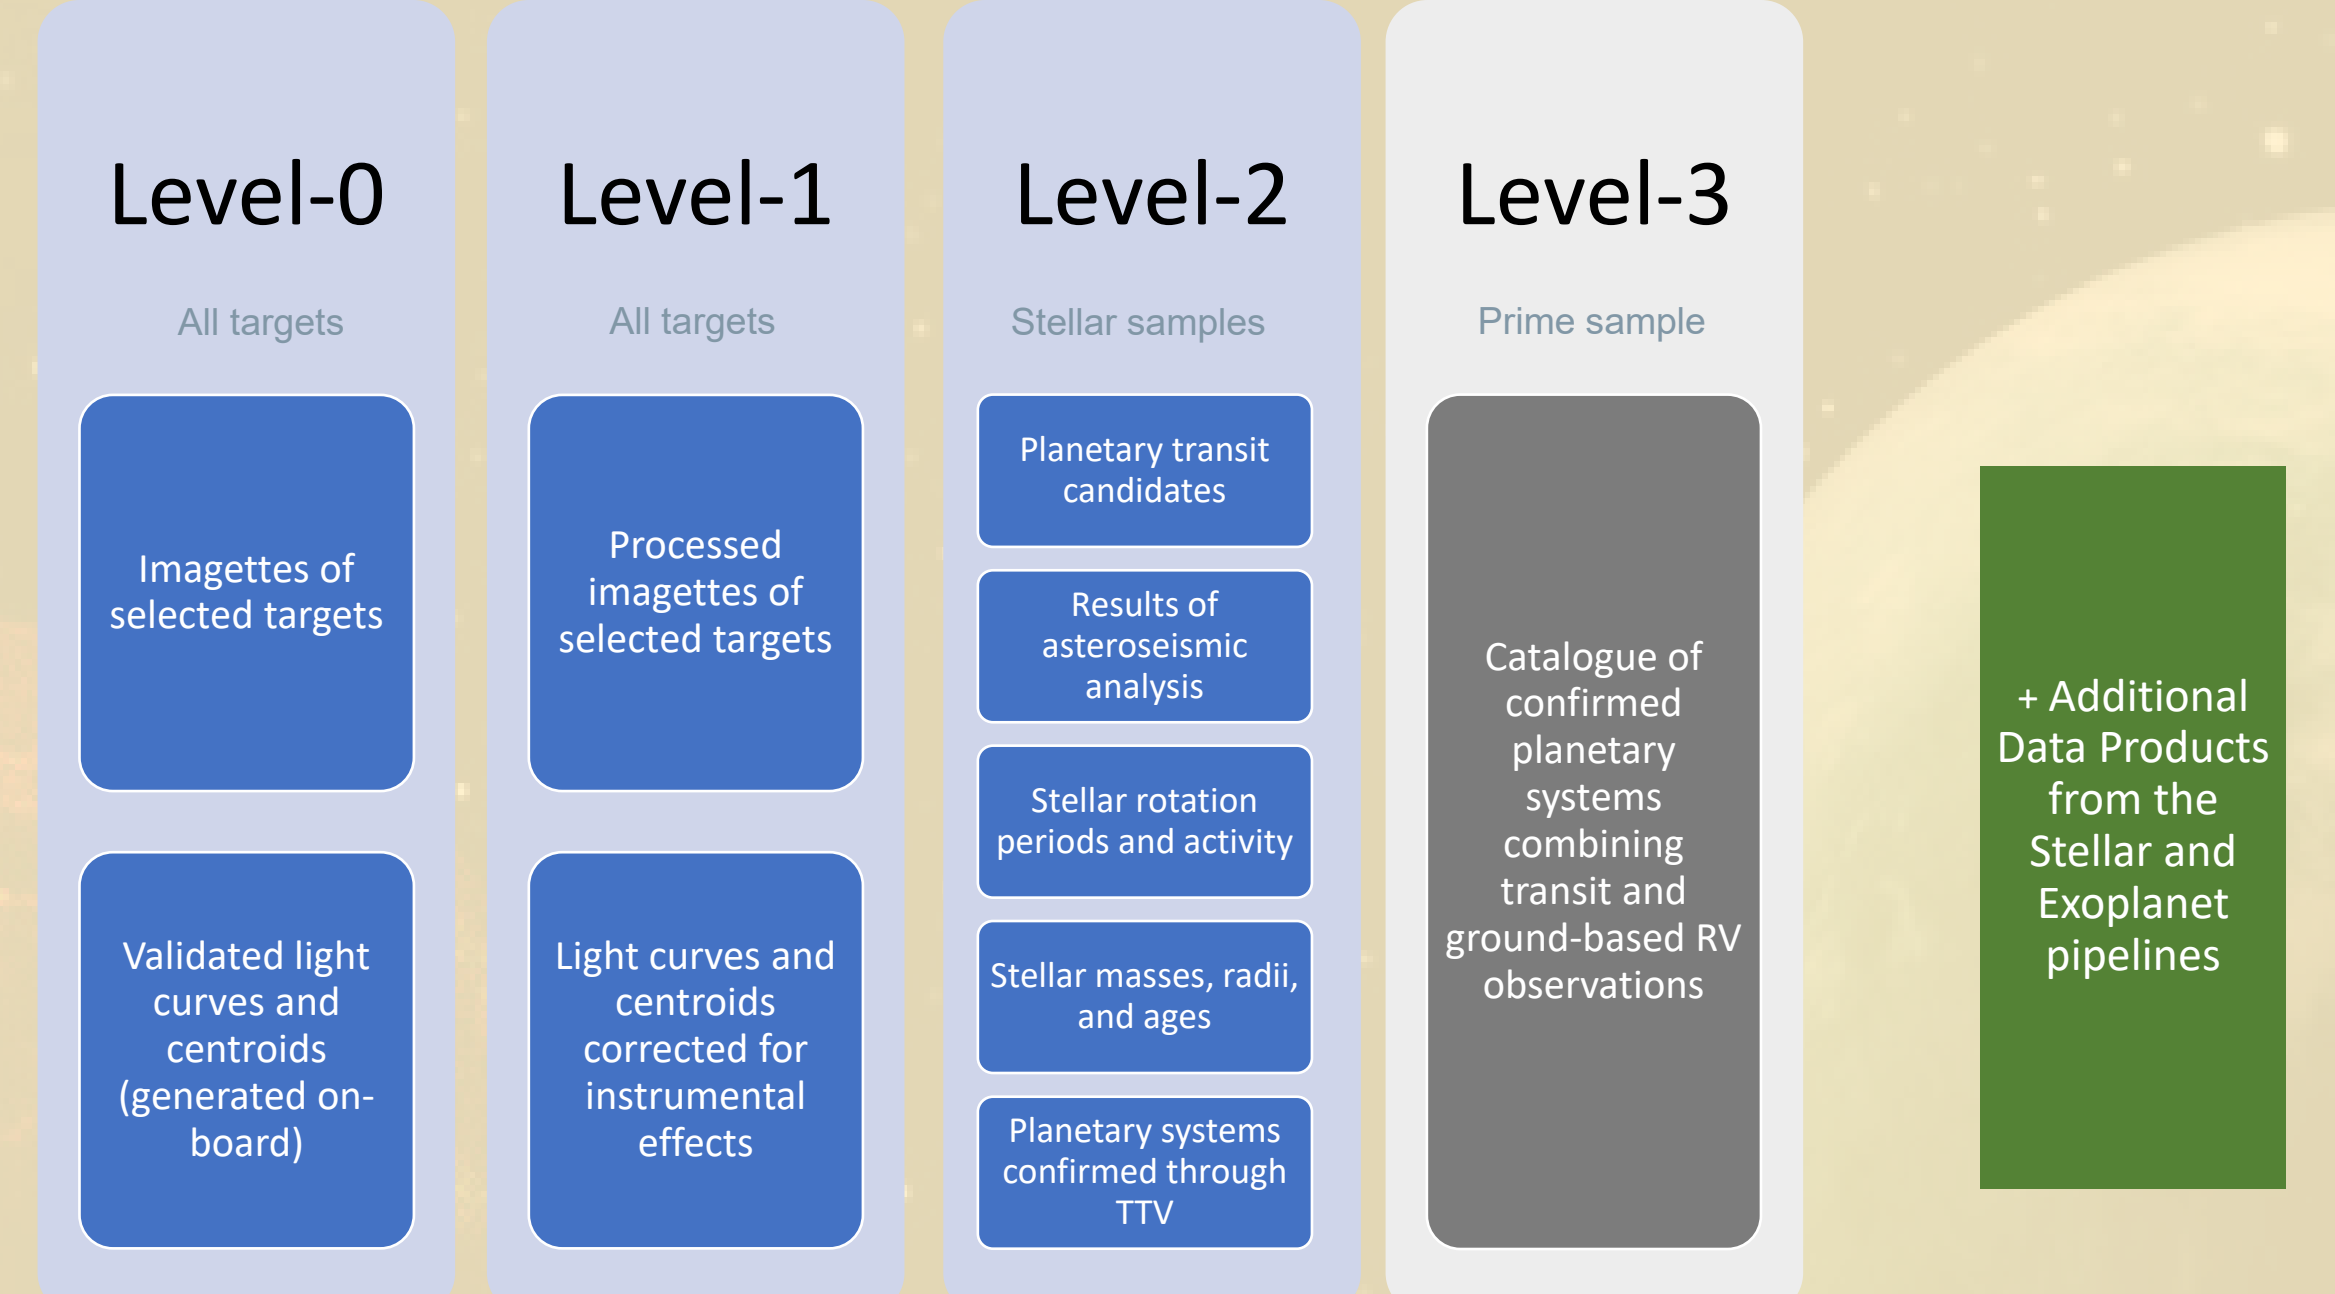 Level-0
All targets
Imagettes of
selected targets
Validated light
curves and
centroids
(generated on-
board)
Level-1
All targets
Processed
imagettes of
selected targets
Light curves and
centroids
corrected for
instrumental
effects
Level-2
Stellar samples
Planetary transit
candidates
Results of
asteroseismic
analysis
Stellar rotation
periods and activity
Stellar masses, radii,
and ages
Planetary systems
confirmed through
TTV
Level-3
Prime sample
Catalogue of
confirmed
planetary
systems
combining
transit and
ground-based RV
observations
+ Additional
Data Products
from the
Stellar and
Exoplanet
pipelines